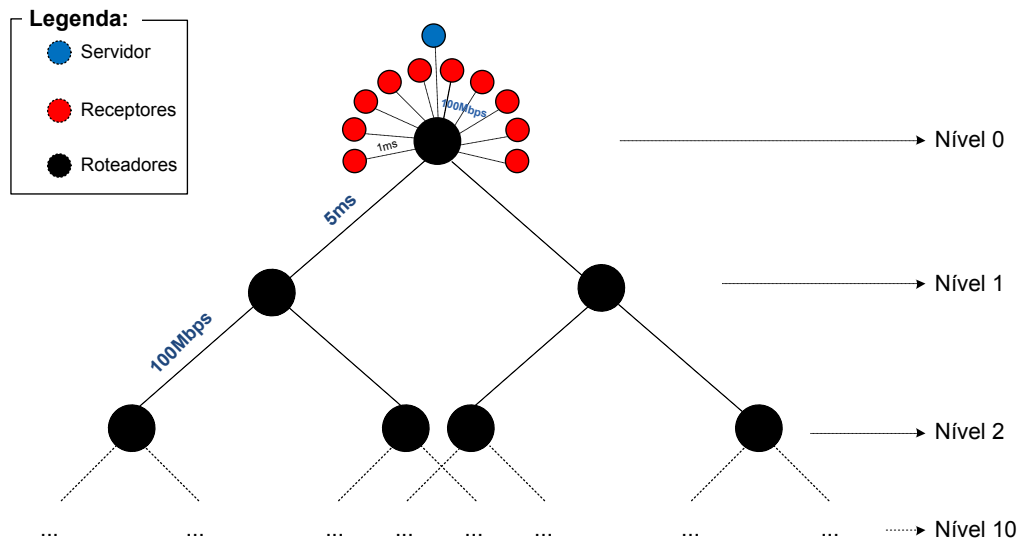 Legenda:
Servidor
Receptores
Roteadores
100Mbps
1ms
Nível 0
5ms
Nível 1
100Mbps
Nível 2
... ... ... ... ... ... ...
Nível 10